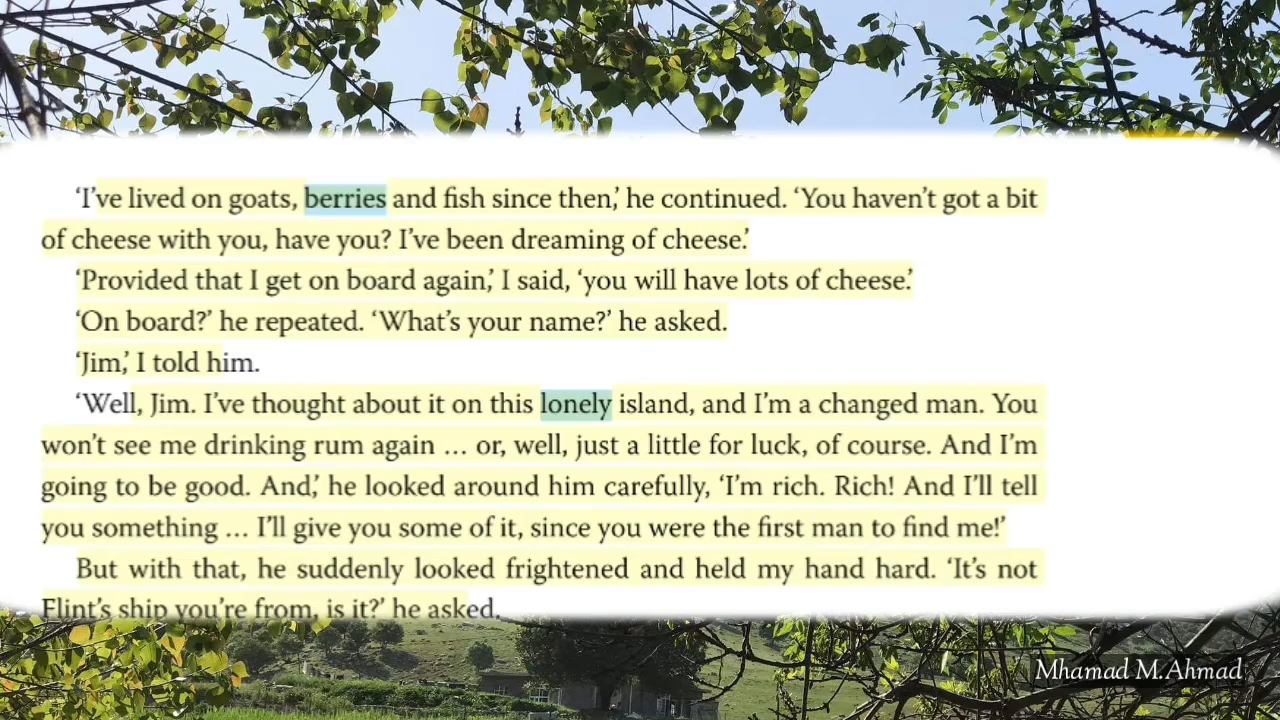 ‘I’ve lived on goats, berries and fish since then,’ he continued. ‘You haven’t got a bit
of cheese with you, have you? I’ve been dreaming of cheese.’
‘Provided that I get on board again,’ I said, ‘you will have lots of cheese.’
‘On board?’ he repeated. ‘What’s your name?’ he asked.
‘Jim,’ I told him.
‘Well, Jim. I’ve thought about it on this lonely island, and I’m a changed man. You
won’t see me drinking rum again … or, well, just a little for luck, of course. And I’m
going to be good. And,’ he looked around him carefully, ‘I’m rich. Rich! And I’ll tell
you something … I’ll give you some of it, since you were the first man to find me!’
But with that, he suddenly looked frightened and held my hand hard. ‘It’s not
Flint’s ship you’re from, is it?’ he asked.
Mhamad M.Ahmad